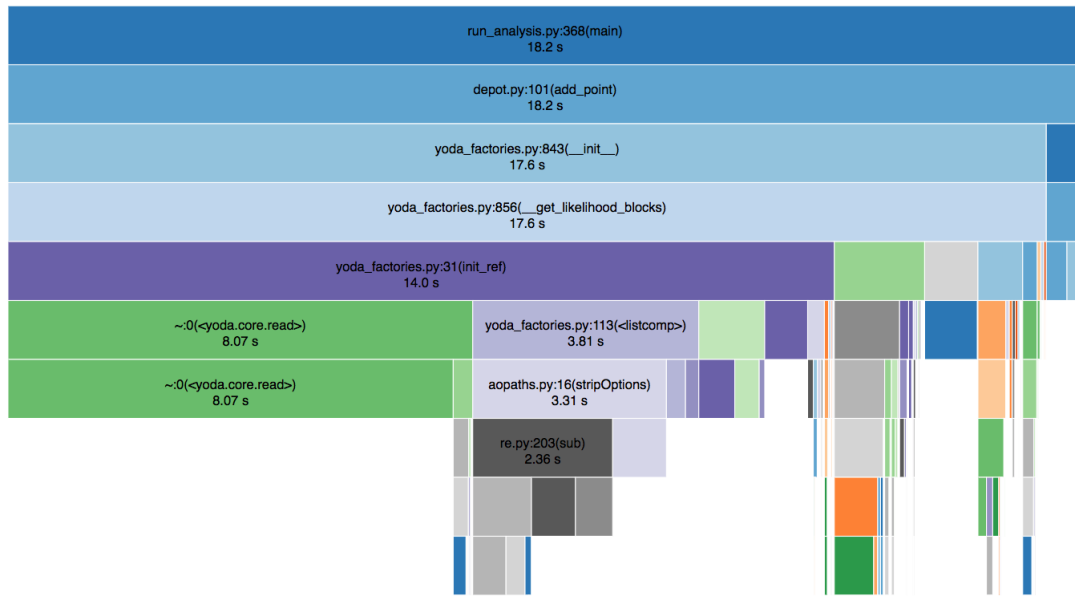 run_analysis.py:368(main)
18.2 s
depot.py:101(add_point)
18.2 s
yoda_factories.py:843(__init__)
17.6 s
yoda_factories.py:856(__get_likelihood_blocks)
17.6 s
yoda_factories.py:31(init_ref)
14.0 s
~:0(<yoda.core.read>)
8.07 s
yoda_factories.py:113(<listcomp>)
3.81 s
~:0(<yoda.core.read>)
8.07 s
aopaths.py:16(stripOptions)
3.31 s
re.py:203(sub)
2.36 s